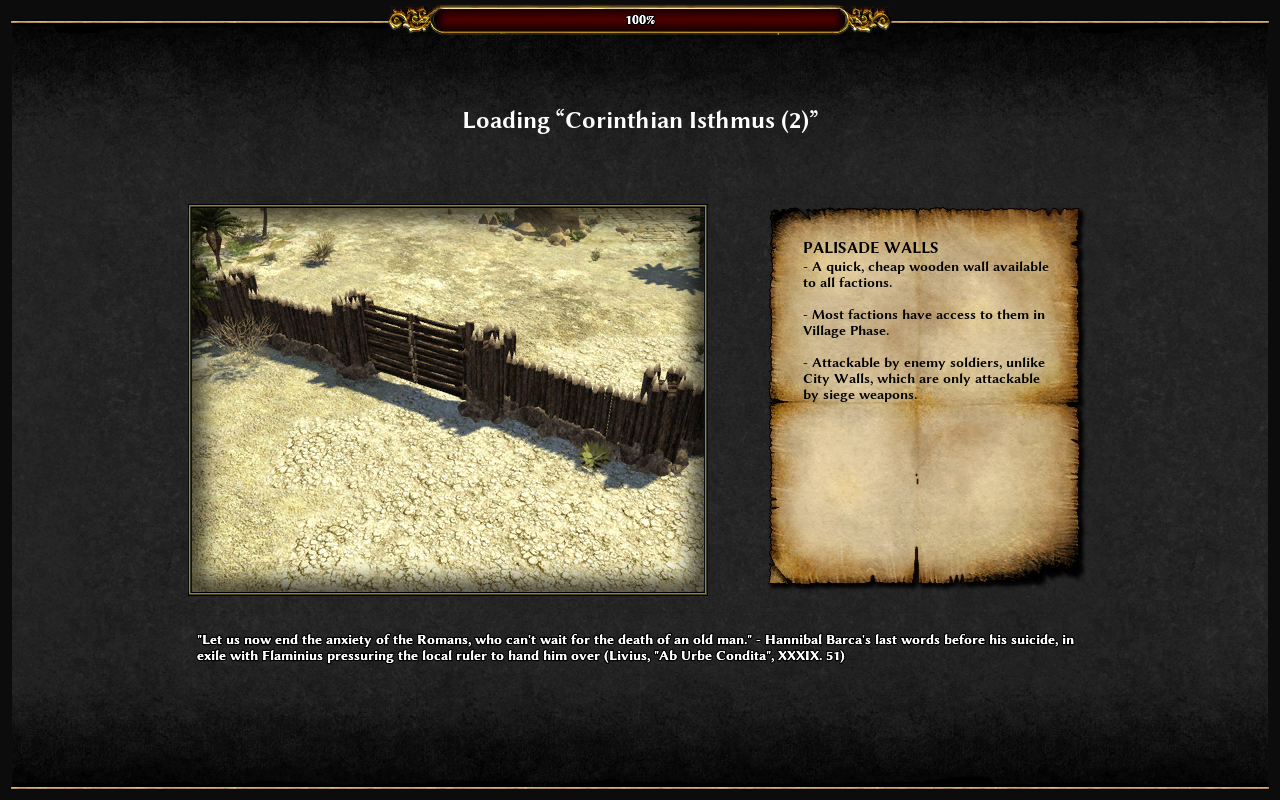 100%
Loading “Corinthian Isthmus (2)”
PALISADE WALLS
- A quick, cheap wooden wall available
to all factions.
- Most factions have access to them in
Village Phase.
- Attackable by enemy soldiers, unlike
City Walls, which are only attackable
by siege weapons.
"Let us now end the anxiety of the Romans, who can't wait for the death of an old man." - Hannibal Barca's last words before his suicide, in
exile with Flaminius pressuring the local ruler to hand him over (Livius, "Ab Urbe Condita", XXXIX. 51)